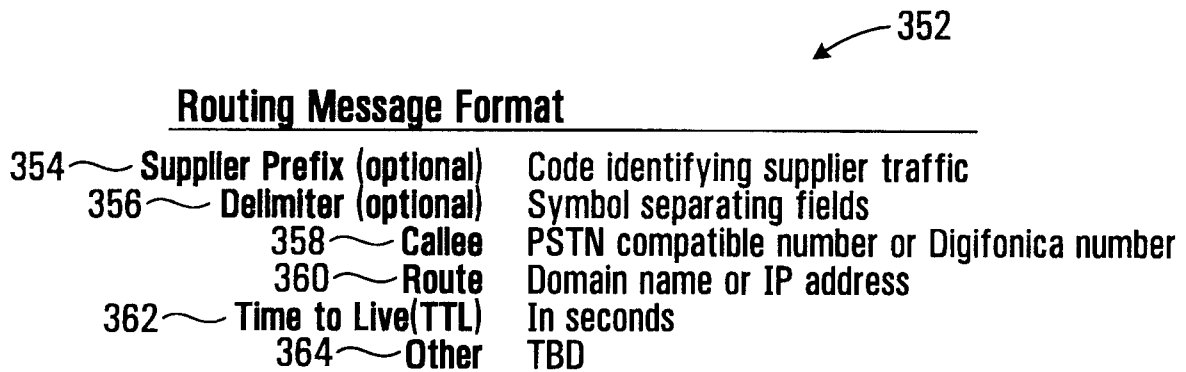 352
Routing Message Format
354 Supplier Prefix (optional) Code identifying supplier traffic
356 Delimiter (optional) Symbol separating fields
358 Callee PSTN compatible number or Digifonica number
360 Route Domain name or IP address
362 Time to Live(TTL) In seconds
364 Other TBD